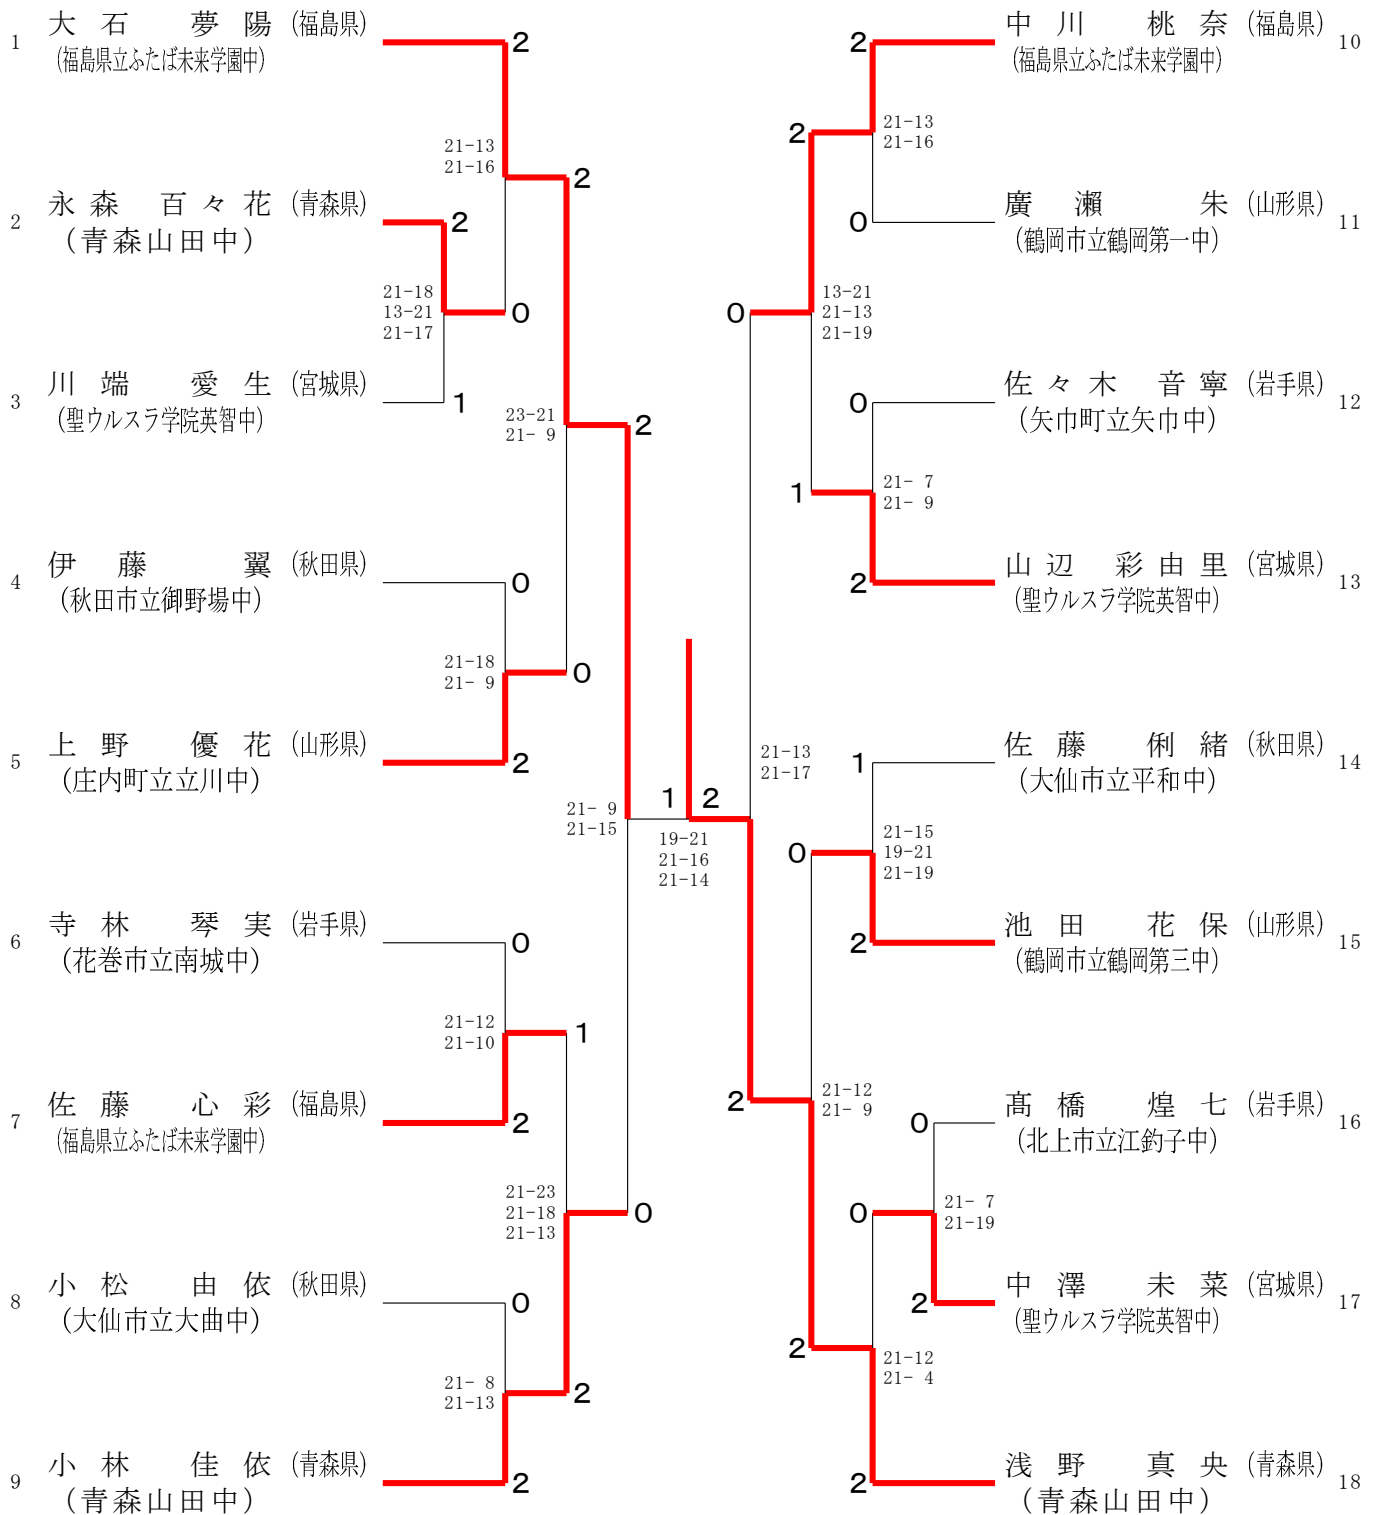 1 大石 夢陽 (福島県)
(福島県立ふたば未来学園中)
2
21-13
21-16
2
2 永森 百々花 (青森県)
(青森山田中)
2
21-18
13-21
21-17
0
3 川端 愛生 (宮城県)
(聖ウルスラ学院英智中)
1
23-21
21- 9
2
4 伊藤 翼 (秋田県)
(秋田市立御野場中)
0
21-18
21- 9
0
5 上野 優花 (山形県)
(庄内町立立川中)
2
21- 9
21-15
1
2
19-21
21-16
21-14
6 寺林 琴実 (岩手県)
(花巻市立南城中)
0
21-12
21-10
1
7 佐藤 心彩 (福島県)
(福島県立ふたば未来学園中)
2
21-23
21-18
21-13
0
8 小松 由依 (秋田県)
(大仙市立大曲中)
0
21- 8
21-13
2
9 小林 佳依 (青森県)
(青森山田中)
2
中川 桃奈 (福島県) 10
(福島県立ふたば未来学園中)
2
2
21-13
21-16
廣瀬 朱 (山形県) 11
(鶴岡市立鶴岡第一中)
0
0
13-21
21-13
21-19
佐々木 音寧 (岩手県) 12
(矢巾町立矢巾中)
0
1
21- 7
21- 9
山辺 彩由里 (宮城県) 13
(聖ウルスラ学院英智中)
2
21-13
21-17
佐藤 俐緒 (秋田県) 14
(大仙市立平和中)
1
0
21-15
19-21
21-19
池田 花保 (山形県) 15
(鶴岡市立鶴岡第三中)
2
2
21-12
21- 9
髙橋 煌七 (岩手県) 16
(北上市立江釣子中)
0
0
21- 7
21-19
中澤 未菜 (宮城県) 17
(聖ウルスラ学院英智中)
2
2
21-12
21- 4
浅野 真央 (青森県) 18
(青森山田中)
2